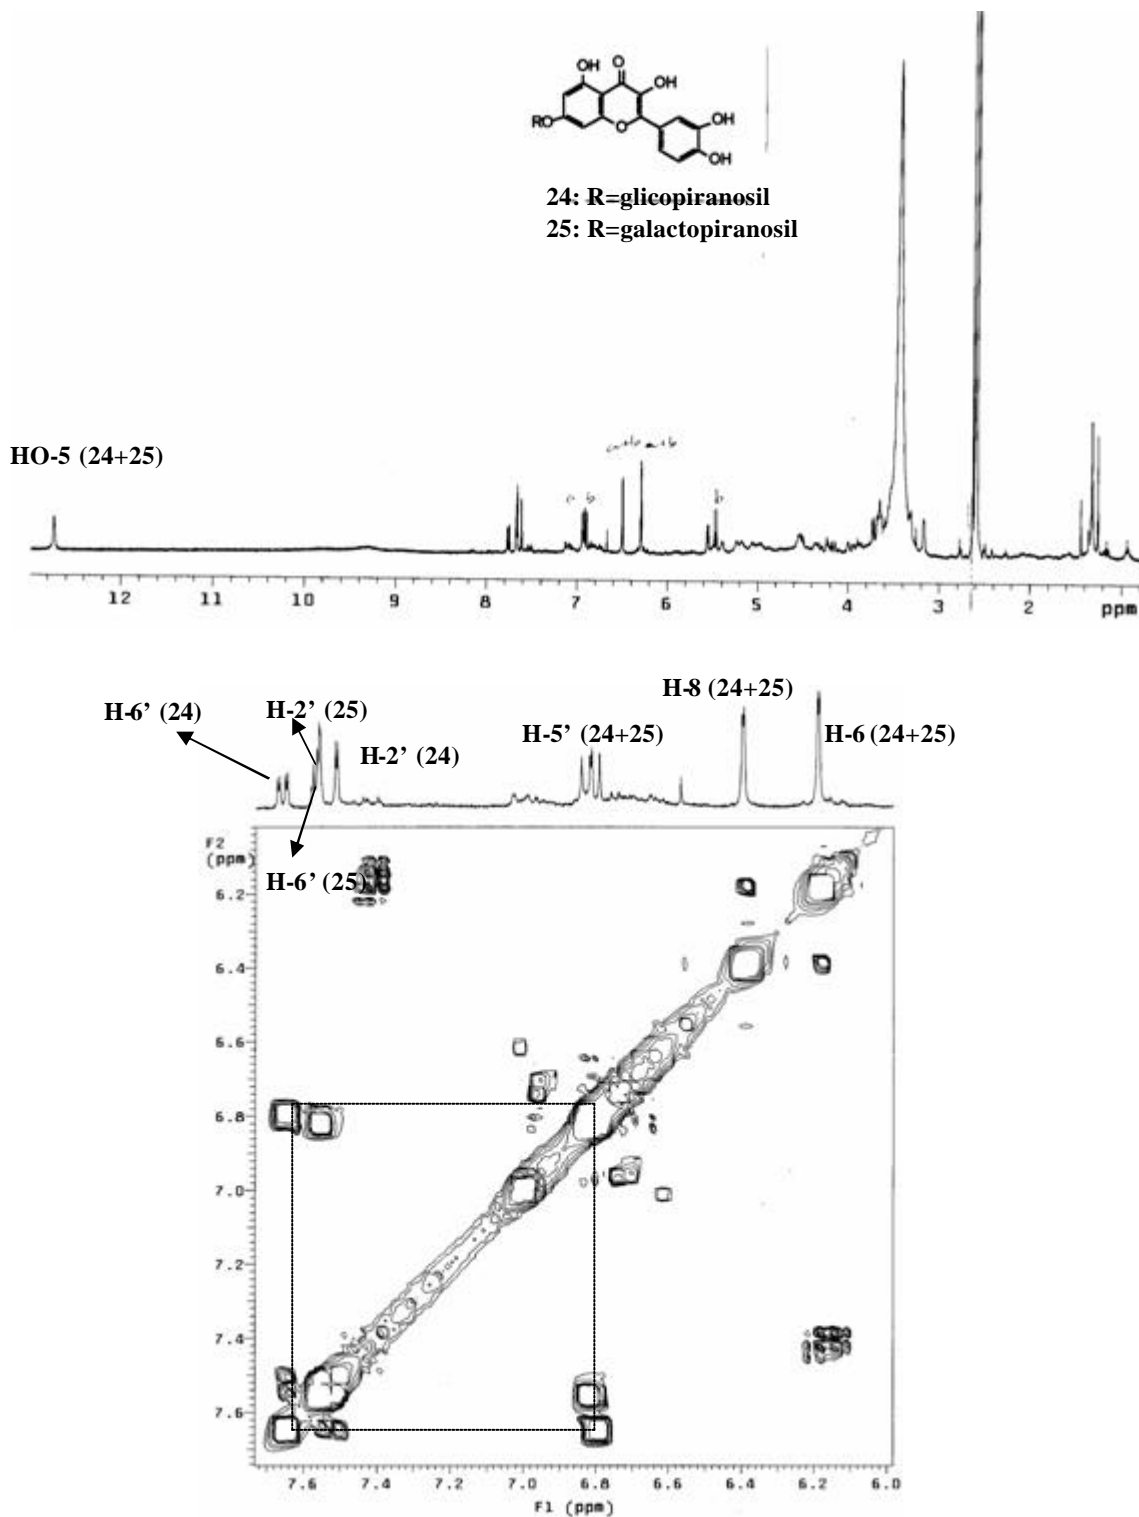 OH O
OH
RO
O
OH
OH
24: R=glicopiranosil
25: R=galactopiranosil
HO-5 (24+25)
12 11 10 9 8 7 6 5 4 3 2 ppm
H-8 (24+25)
H-6' (24)
H-2' (25)
H-5' (24+25)
H-6 (24+25)
H-2' (24)
F2
(ppm)
H-6' (25)
6.2
6.4
6.6
6.8
7.0
7.2
7.4
7.6
7.6 7.4 7.2 7.0 6.8 6.6 6.4 6.2 6.0
F1 (ppm)